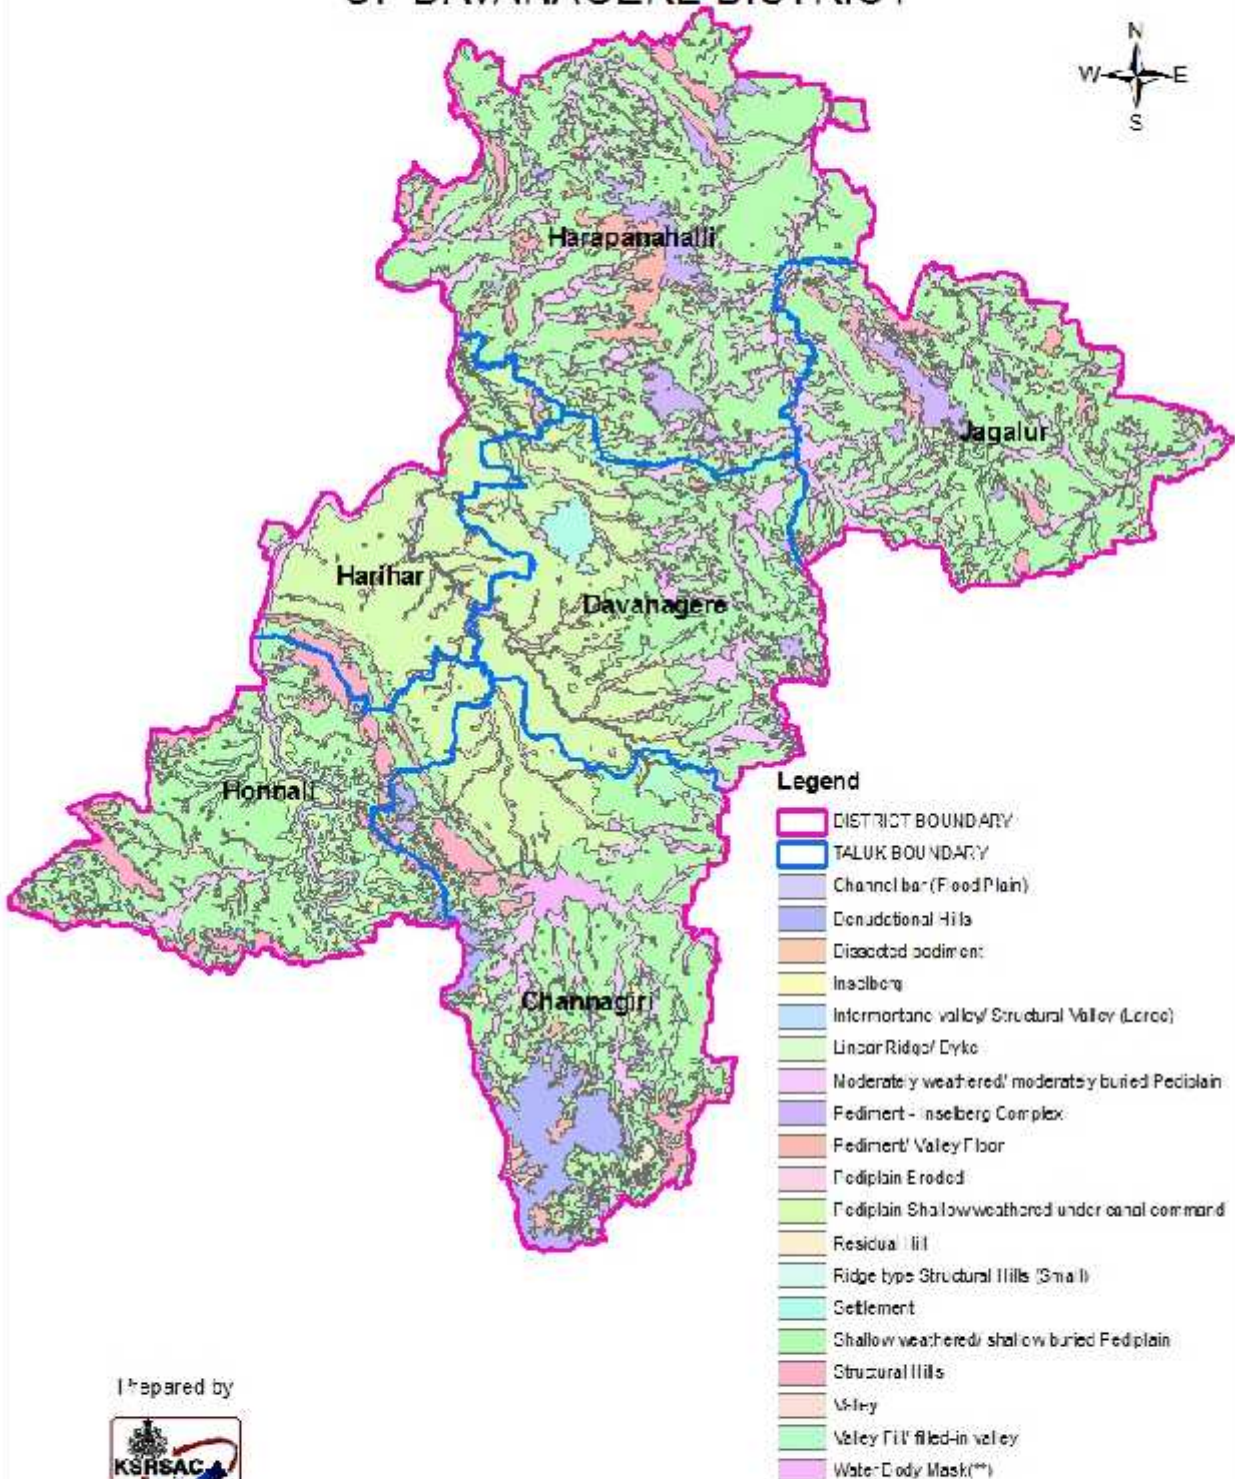 OF DAVANAGERE DISTRICT
N
W E
S
Harapanahalli
Jagalur
Harihar
Davanagere
Honnali
Channagiri
Legend
DISTRICT BOUNDARY
TALUK BOUNDARY
Channel bar (Flood Plain)
Denudational Hills
Dissected pediment
Inselberg
Intermontane valley/ Structural Valley (Large)
Linear Ridge/ Dyke
Moderately weathered/ moderately buried Pediplain
Pediment - Inselberg Complex
Pediment/ Valley Floor
Pediplain Eroded
Pediplain Shallow weathered under canal command
Residual Hill
Ridge type Structural Hills (Small)
Settlement
Shallow weathered/ shallow buried Pediplain
Structural Hills
Valley
Valley Fill/ filled-in valley
Water Body Mask(**)
Prepared by
KSRSAC